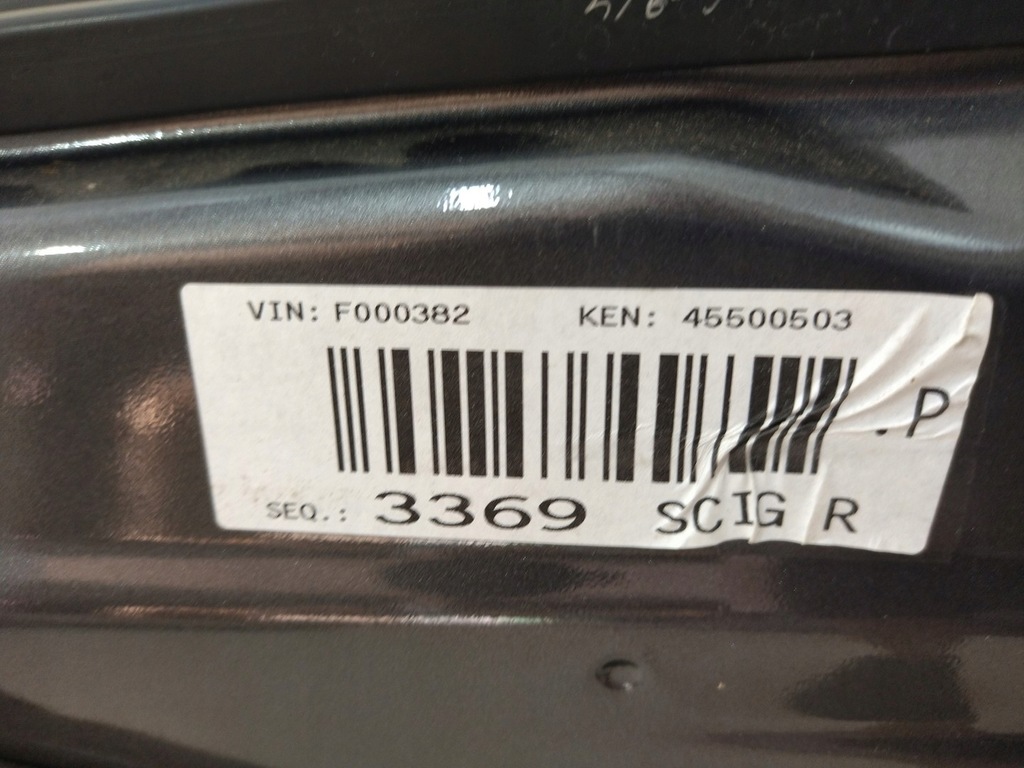 VIN: F000382 KEN: 45500503
.P
SEQ.: 3369 SCIG R